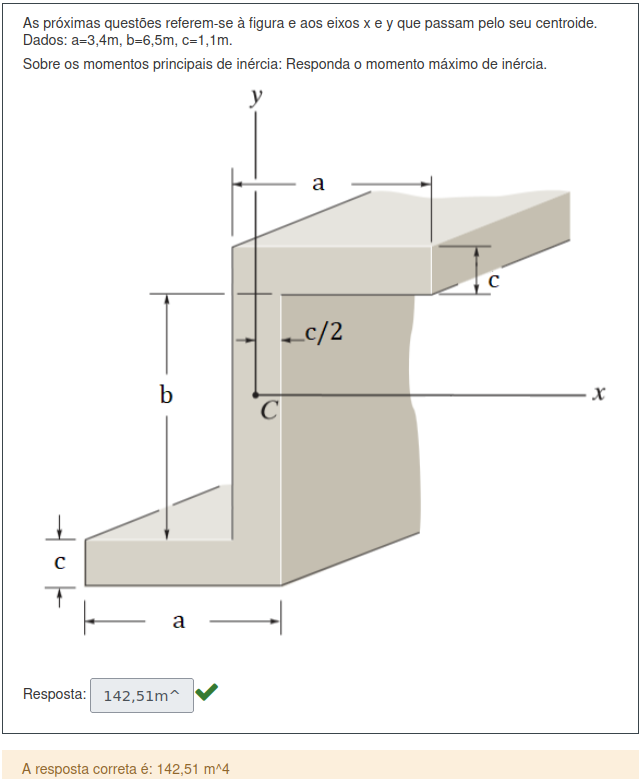 As próximas questões referem-se à figura e aos eixos x e y que passam pelo seu centroide.
Dados: a=3,4m, b=6,5m, c=1,1m.
Sobre os momentos principais de inércia: Responda o momento máximo de inércia.
y
a
c
c/2
b
x
C
c
a
Resposta: 142,51m^
A resposta correta é: 142,51 m^4